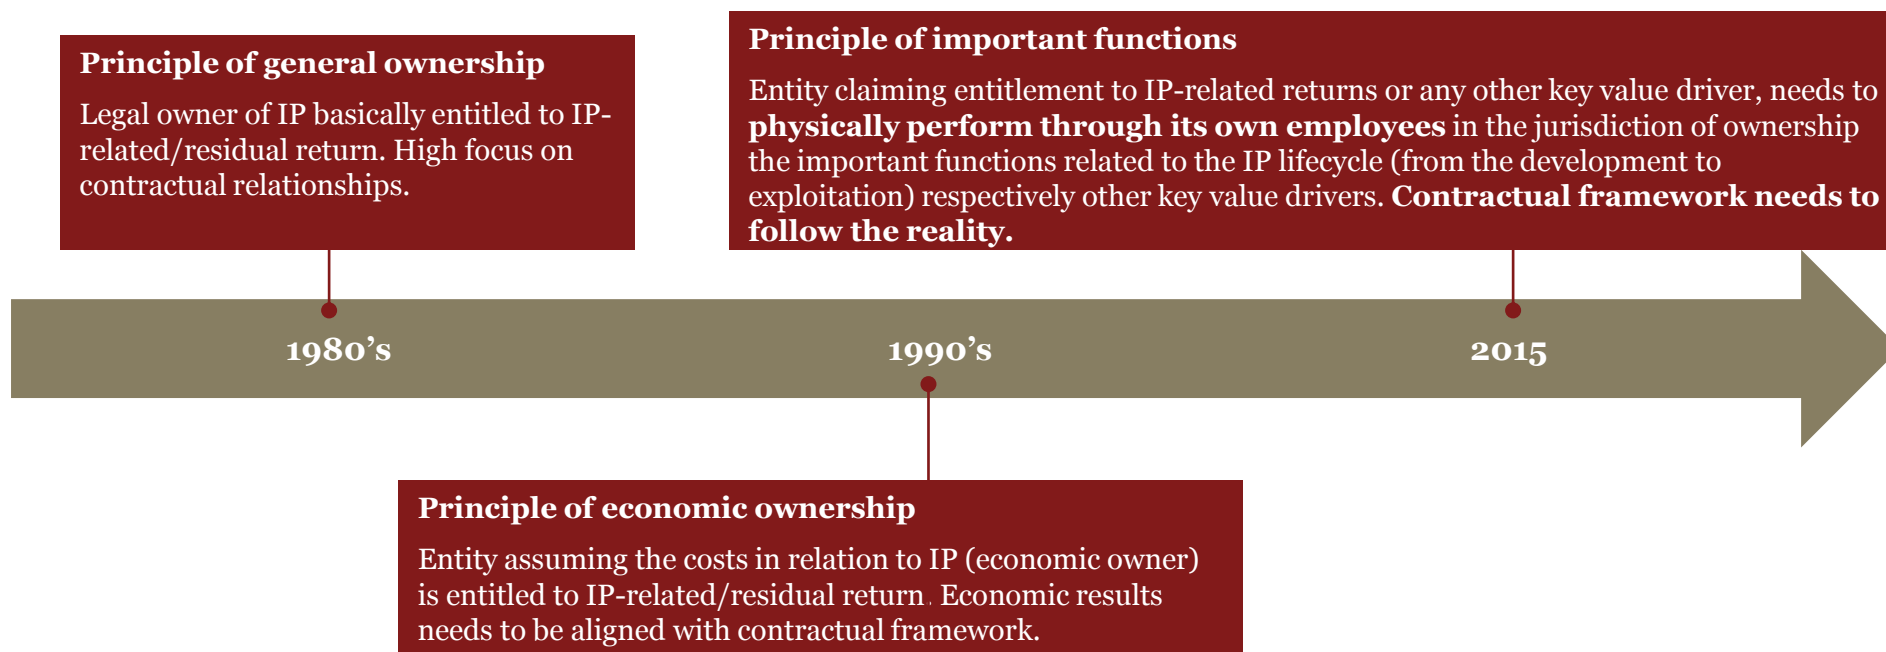 Principle of general ownership
Legal owner of IP basically entitled to IP-
related/residual return. High focus on
contractual relationships.
Principle of important functions
Entity claiming entitlement to IP-related returns or any other key value driver, needs to
physically perform through its own employees in the jurisdiction of ownership
the important functions related to the IP lifecycle (from the development to
exploitation) respectively other key value drivers. Contractual framework needs to
follow the reality.
1980’s
1990’s
2015
Principle of economic ownership
Entity assuming the costs in relation to IP (economic owner)
is entitled to IP-related/residual return. Economic results
needs to be aligned with contractual framework.